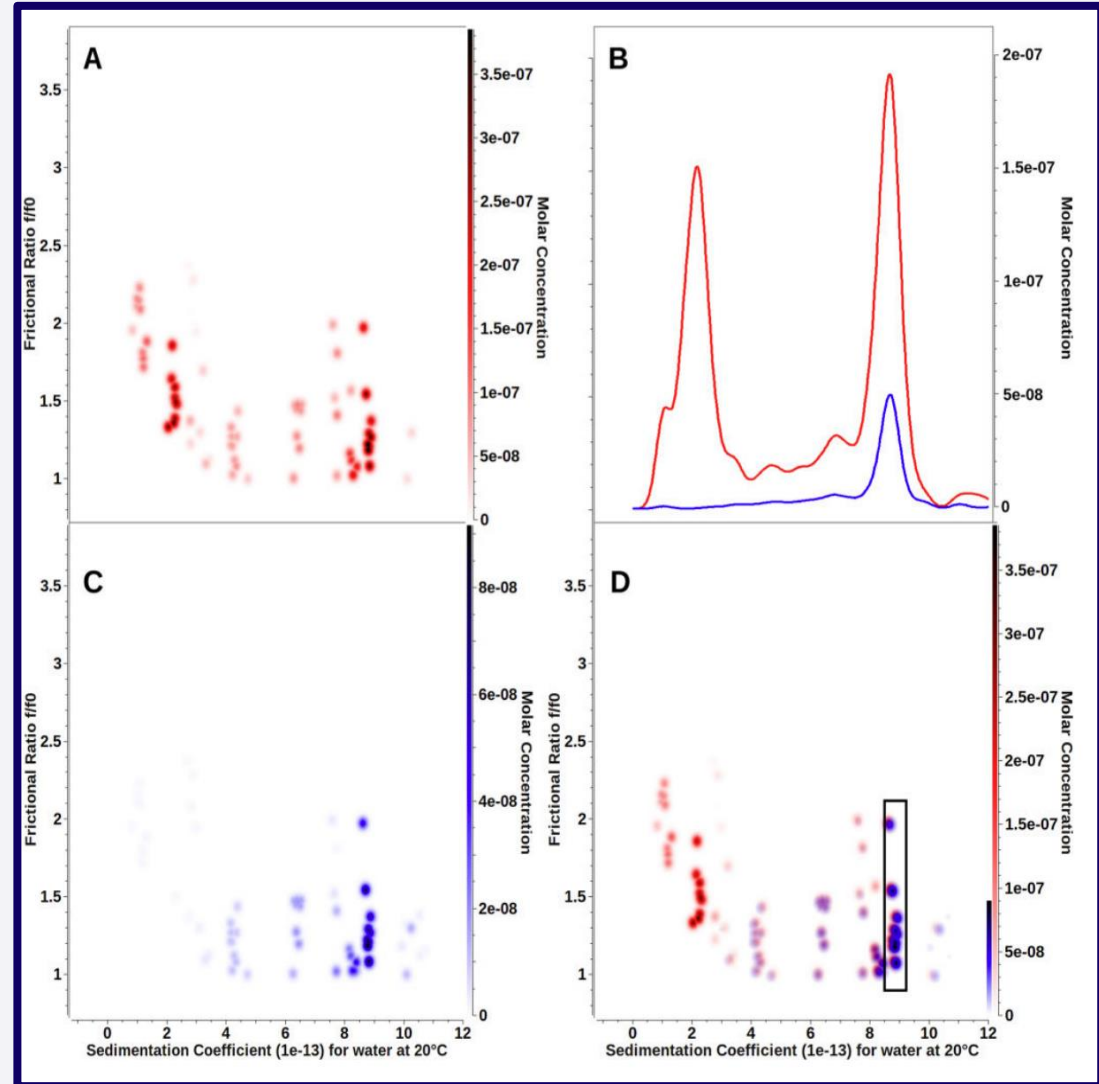 A
3.5
3
2.5
2
1.5
1
Frictional Ratio f/f0
3.5e-07
3e-07
2.5e-07
2e-07
1.5e-07
1e-07
5e-08
0
Molar Concentration
B
2e-07
1.5e-07
1e-07
5e-08
0
Molar Concentration
C
3.5
3
2.5
2
1.5
1
Frictional Ratio f/f0
8e-08
6e-08
4e-08
2e-08
0
Molar Concentration
0 2 4 6 8 10 12
Sedimentation Coefficient (1e-13) for water at 20°C
D
3.5
3
2.5
2
1.5
1
Frictional Ratio f/f0
3.5e-07
3e-07
2.5e-07
2e-07
1.5e-07
1e-07
5e-08
0
Molar Concentration
0 2 4 6 8 10 12
Sedimentation Coefficient (1e-13) for water at 20°C